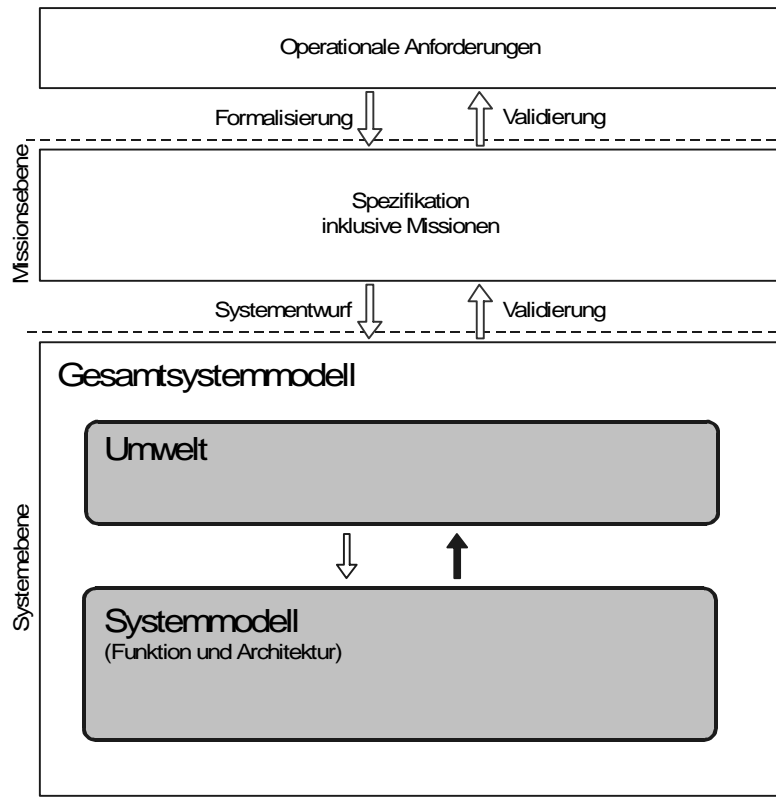 Operationale Anforderungen
Formalisierung
Validierung
Missionsebene
Spezifikation
inklusive Missionen
Systementwurf
Validierung
Systemebene
Gesamtsystemmodell
Umwelt
Systemmodell
(Funktion und Architektur)